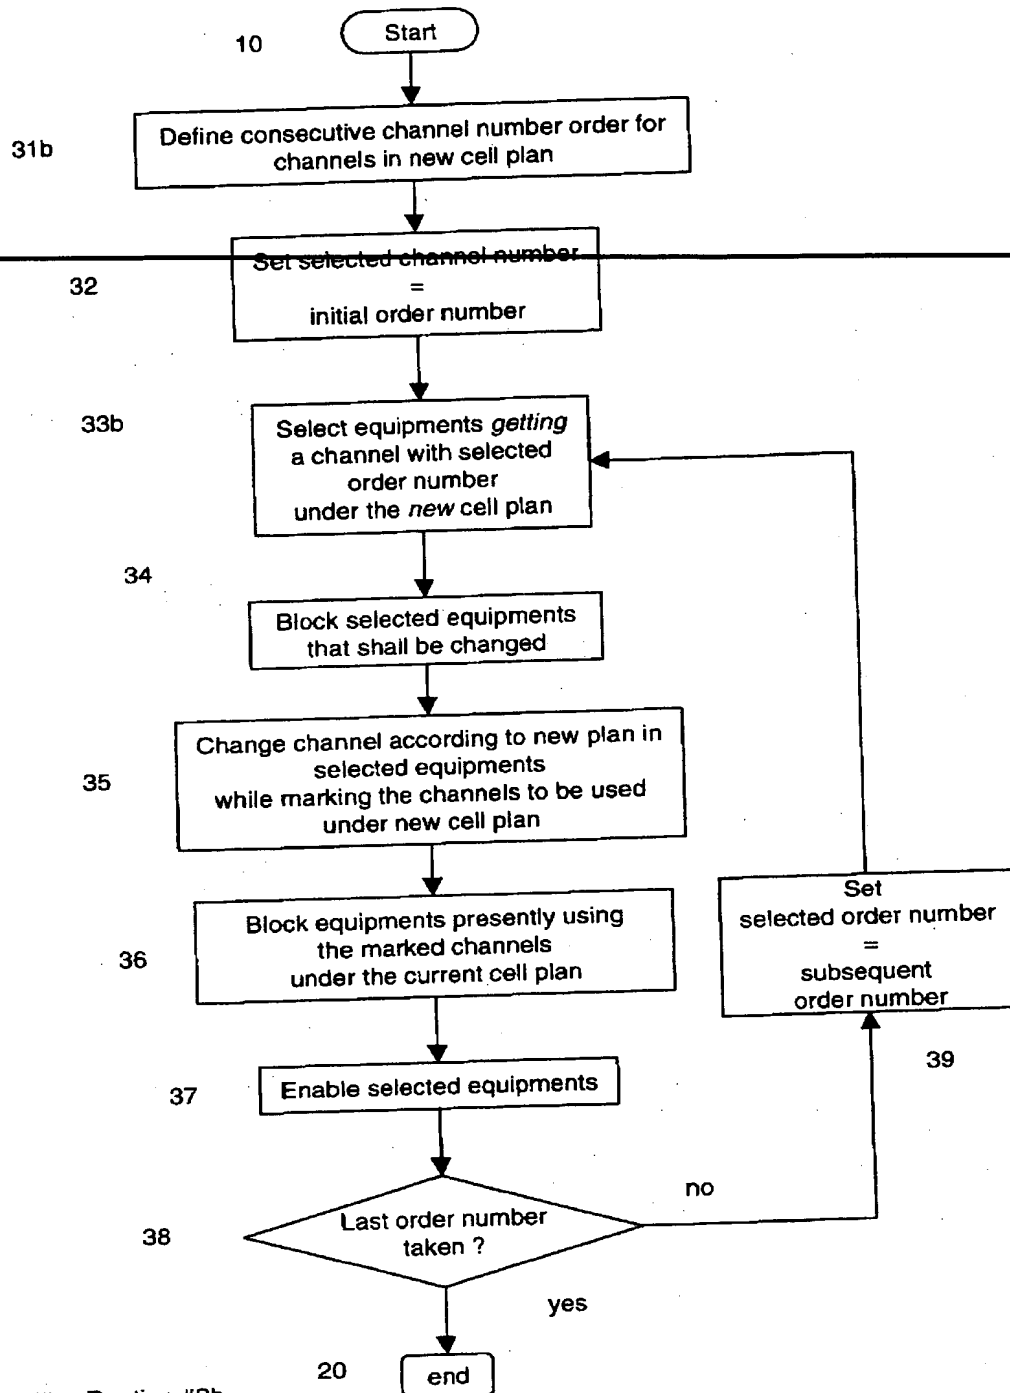 10
Start
31b
Define consecutive channel number order for
channels in new cell plan
32
Set selected channel number
=
initial order number
33b
Select equipments getting
a channel with selected
order number
under the new cell plan
34
Block selected equipments
that shall be changed
35
Change channel according to new plan in
selected equipments
while marking the channels to be used
under new cell plan
36
Block equipments presently using
the marked channels
under the current cell plan
Set
selected order number
=
subsequent
order number
39
37
Enable selected equipments
38
Last order number
taken ?
no
yes
20
end